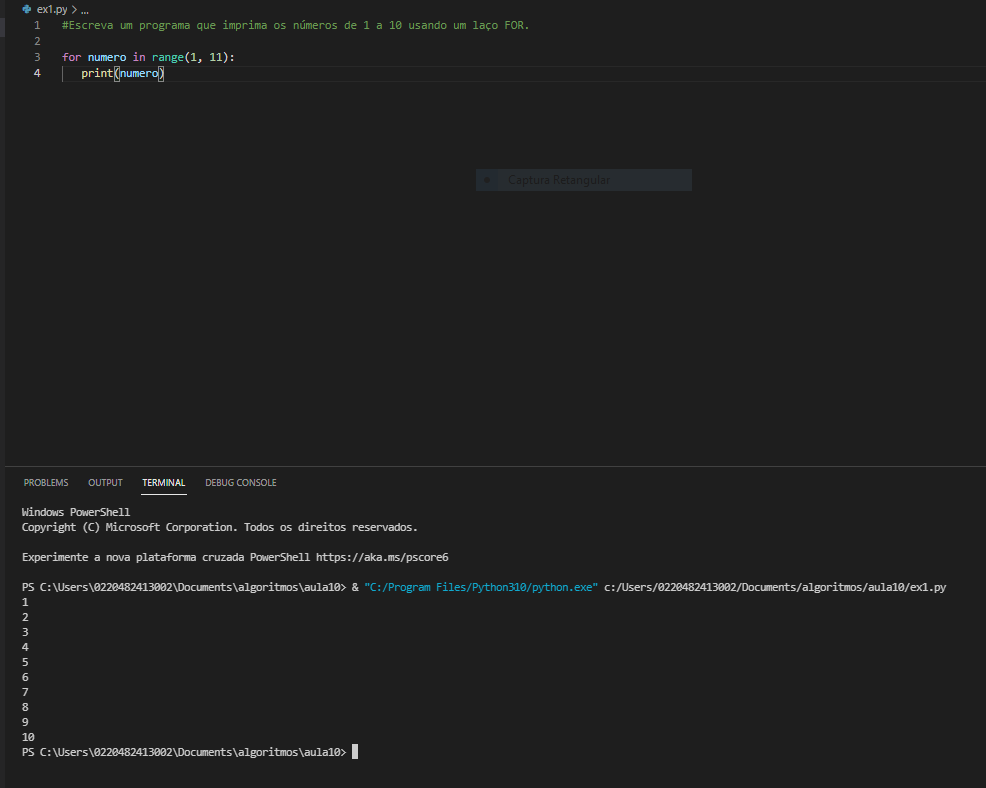 ex1.py > ...
1 #Escreva um programa que imprima os números de 1 a 10 usando um laço FOR.
2
3 for numero in range(1, 11):
4 print(numero)
Captura Retangular
PROBLEMS OUTPUT TERMINAL DEBUG CONSOLE
Windows PowerShell
Copyright (C) Microsoft Corporation. Todos os direitos reservados.
Experimente a nova plataforma cruzada PowerShell https://aka.ms/pscore6
PS C:\Users\0220482413002\Documents\algoritmos\aula10> & "C:/Program Files/Python310/python.exe" c:/Users/0220482413002/Documents/algoritmos/aula10/ex1.py
1
2
3
4
5
6
7
8
9
10
PS C:\Users\0220482413002\Documents\algoritmos\aula10>